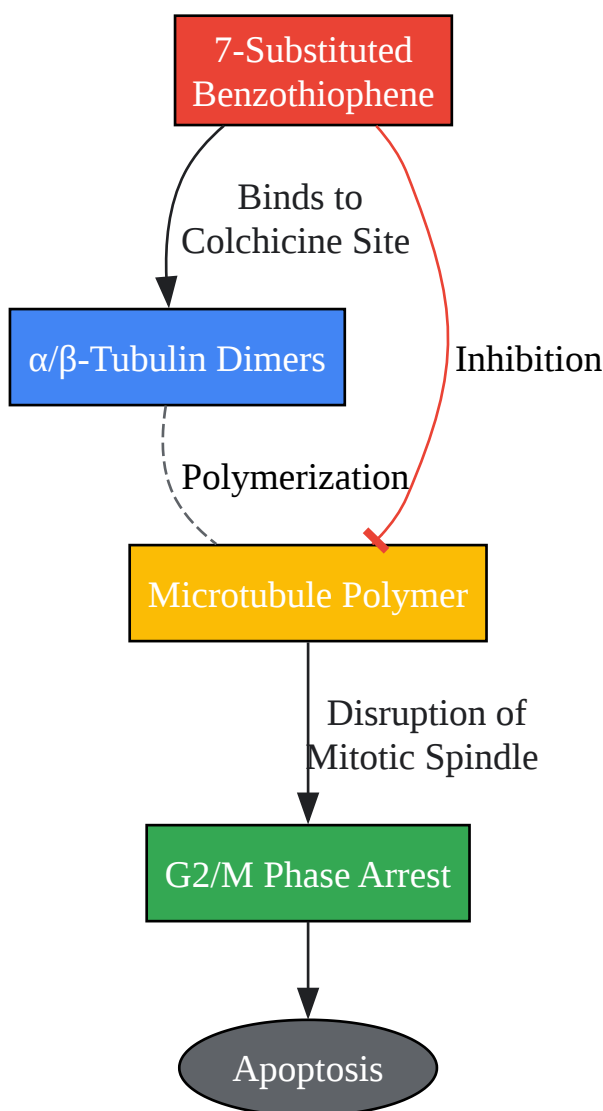 7-Substituted
Benzothiophene
Binds to
Colchicine Site
α/β-Tubulin Dimers
Inhibition
Polymerization
Microtubule Polymer
Disruption of
Mitotic Spindle
G2/M Phase Arrest
Apoptosis